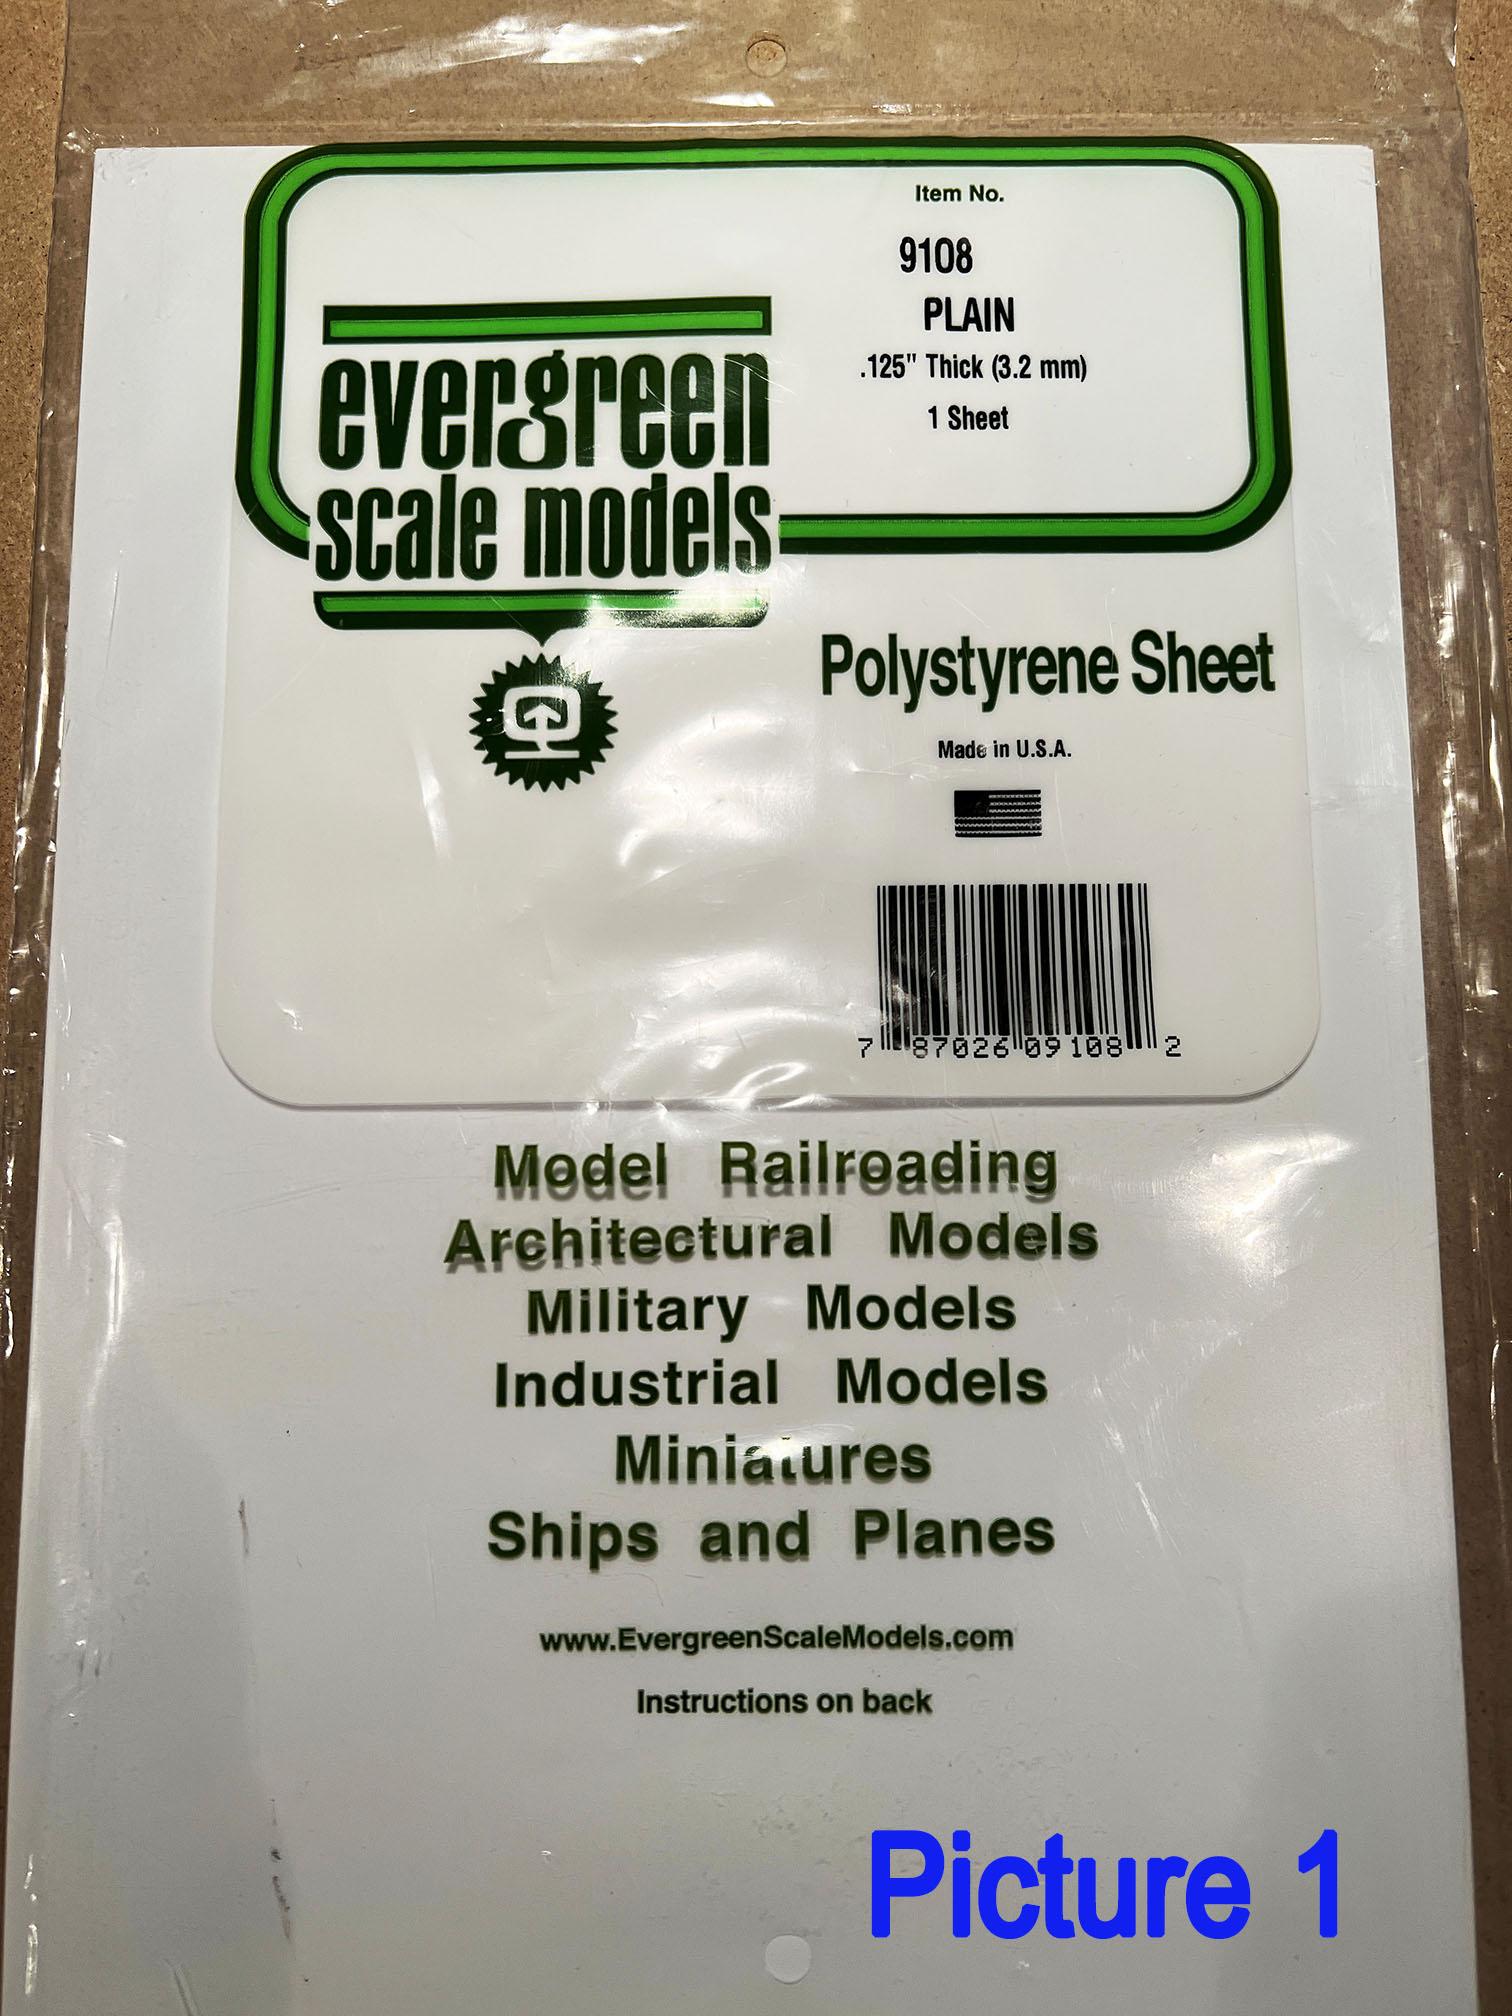 Item No.
9108
PLAIN
.125" Thick (3.2 mm)
1 Sheet
evergreen
scale models
Polystyrene Sheet
Made in U.S.A.
7 87026 09108 2
Model Railroading
Architectural Models
Military Models
Industrial Models
Miniatures
Ships and Planes
www.EvergreenScaleModels.com
Instructions on back
Picture 1